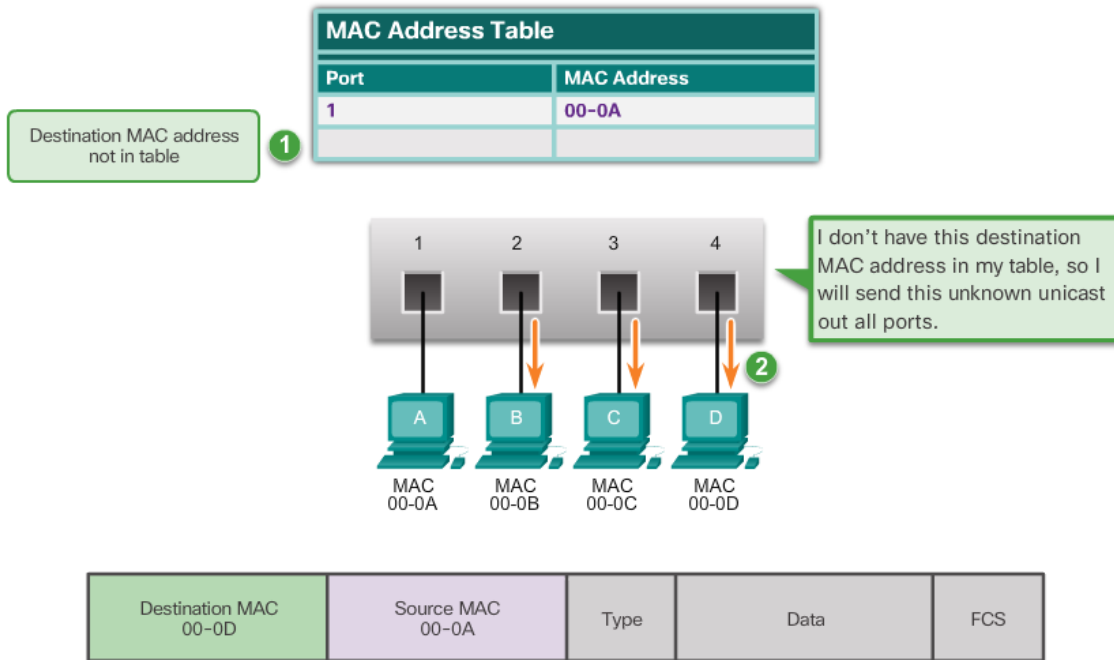 MAC Address Table
Port MAC Address
1 00-0A
Destination MAC address
not in table
1
1 2 3 4
I don't have this destination
MAC address in my table, so I
will send this unknown unicast
out all ports.
2
A B C D
MAC MAC MAC MAC
00-0A 00-0B 00-0C 00-0D
Destination MAC
00-0D
Source MAC
00-0A
Type
Data
FCS